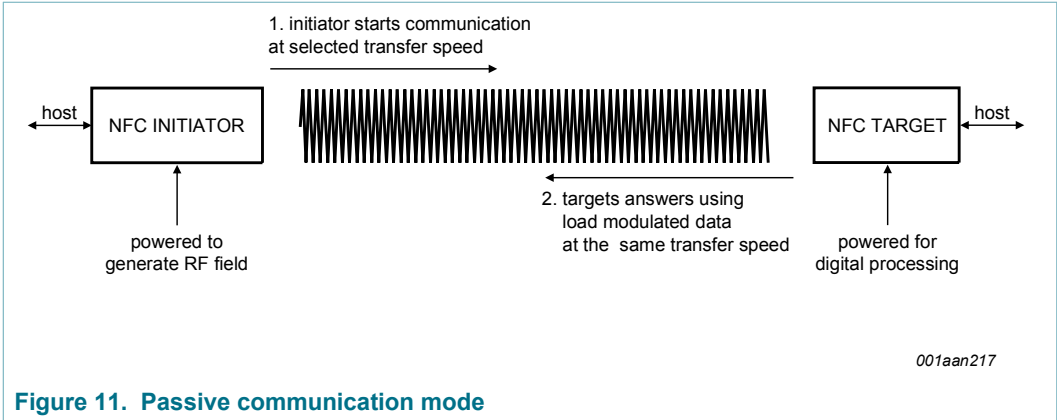 1. initiator starts communication
at selected transfer speed
host
NFC INITIATOR
NFC TARGET
host
2. targets answers using
load modulated data
at the same transfer speed
powered to
generate RF field
powered for
digital processing
001aan217
Figure 11. Passive communication mode